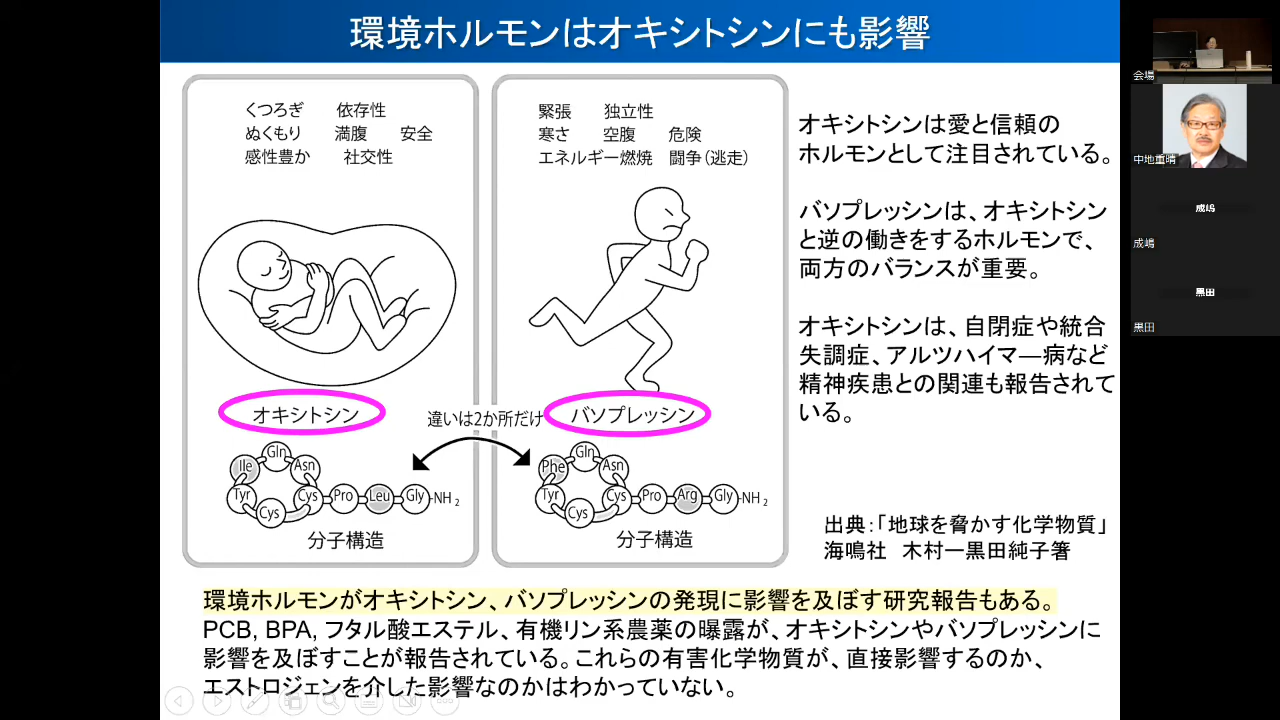 環境ホルモンはオキシトシンにも影響
くつろぎ 依存性
ぬくもり 満腹 安全
感性豊か 社交性
緊張 独立性
寒さ 空腹 危険
エネルギー燃焼 闘争（逃走）
オキシトシン
違いは2か所だけ
バソプレッシン
Ile Gln Asn Tyr Cys Cys Pro Leu Gly NH2
分子構造
Phe Gln Asn Tyr Cys Cys Pro Arg Gly NH2
分子構造
オキシトシンは愛と信頼の
ホルモンとして注目されている。
バソプレッシンは、オキシトシン
と逆の働きをするホルモンで、
両方のバランスが重要。
オキシトシンは、自閉症や統合
失調症、アルツハイマ―病など
精神疾患との関連も報告されて
いる。
出典：「地球を脅かす化学物質」
海鳴社 木村ー黒田純子箸
環境ホルモンがオキシトシン、バソプレッシンの発現に影響を及ぼす研究報告もある。
PCB, BPA, フタル酸エステル、有機リン系農薬の曝露が、オキシトシンやバソプレッシンに
影響を及ぼすことが報告されている。これらの有害化学物質が、直接影響するのか、
エストロジェンを介した影響なのかはわかっていない。
会場
中地重晴
成嶋
成嶋
黒田
黒田